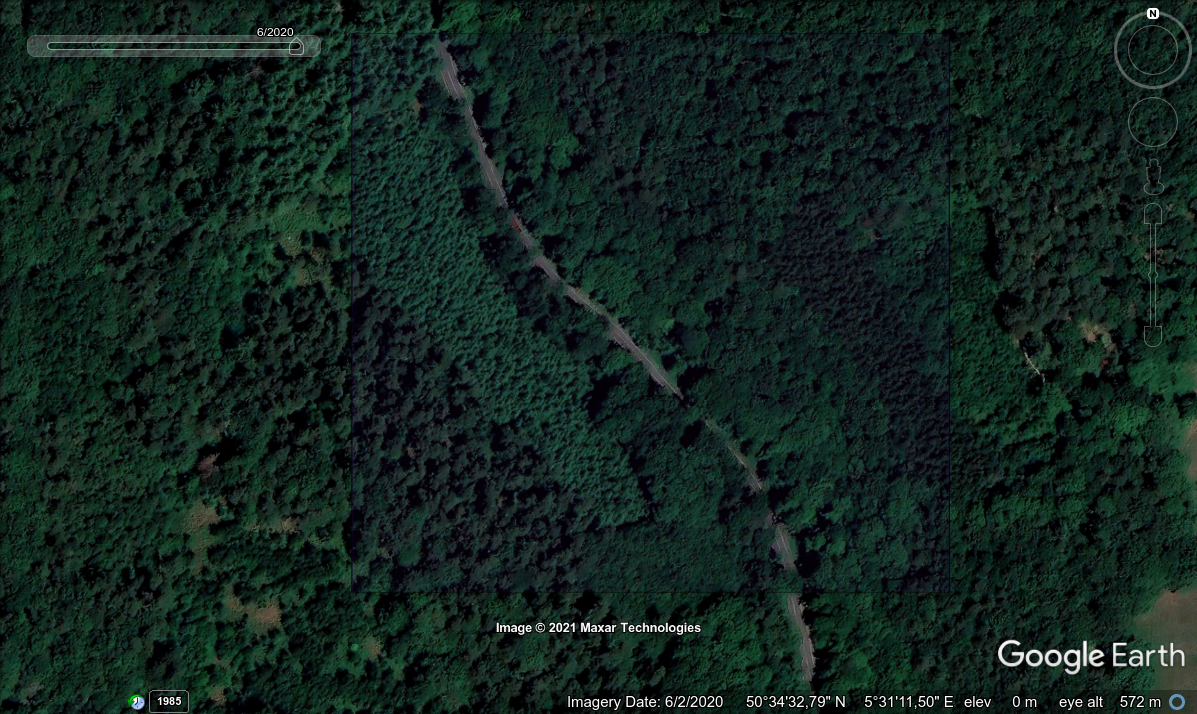 6/2020
N
Image © 2021 Maxar Technologies
Google Earth
1985
Imagery Date: 6/2/2020 50°34'32,79" N 5°31'11,50" E elev 0 m eye alt 572 m